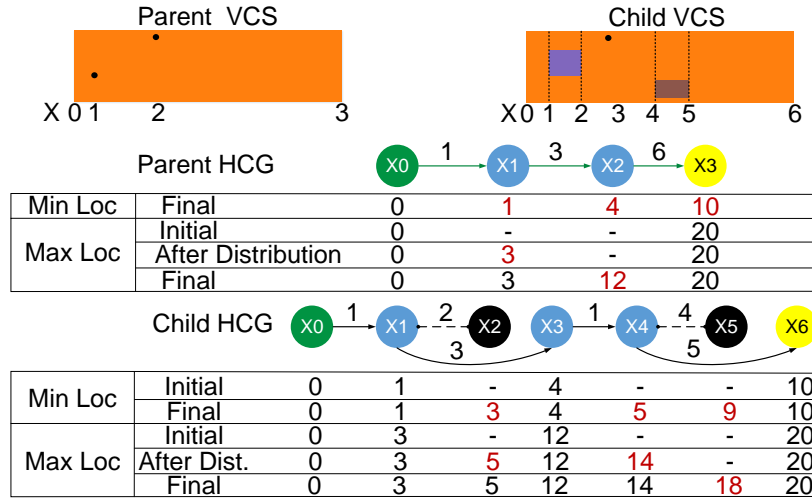 Parent VCS Child VCS
X 0 1 2 3 X 0 1 2 3 4 5 6
Parent HCG X0 1 X1 3 X2 6 X3
Min Loc Final 0 1 4 10
Max Loc Initial 0 - - 20
After Distribution 0 3 - 20
Final 0 3 12 20
Child HCG X0 1 X1 2 X2 3 X3 1 X4 4 X5 5 X6
Min Loc Initial 0 1 - 4 - - 10
Final 0 1 3 4 5 9 10
Max Loc Initial 0 3 - 12 - - 20
After Dist. 0 3 5 12 14 - 20
Final 0 3 5 12 14 18 20